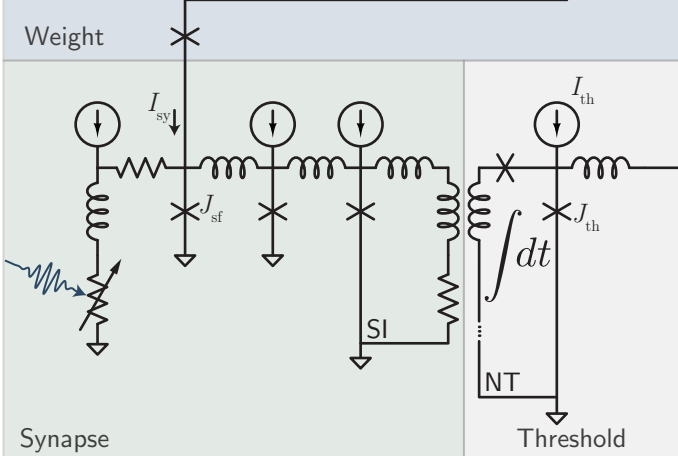 Weight
I_sy
I_th
J_sf
J_th
∫dt
SI
NT
Synapse
Threshold